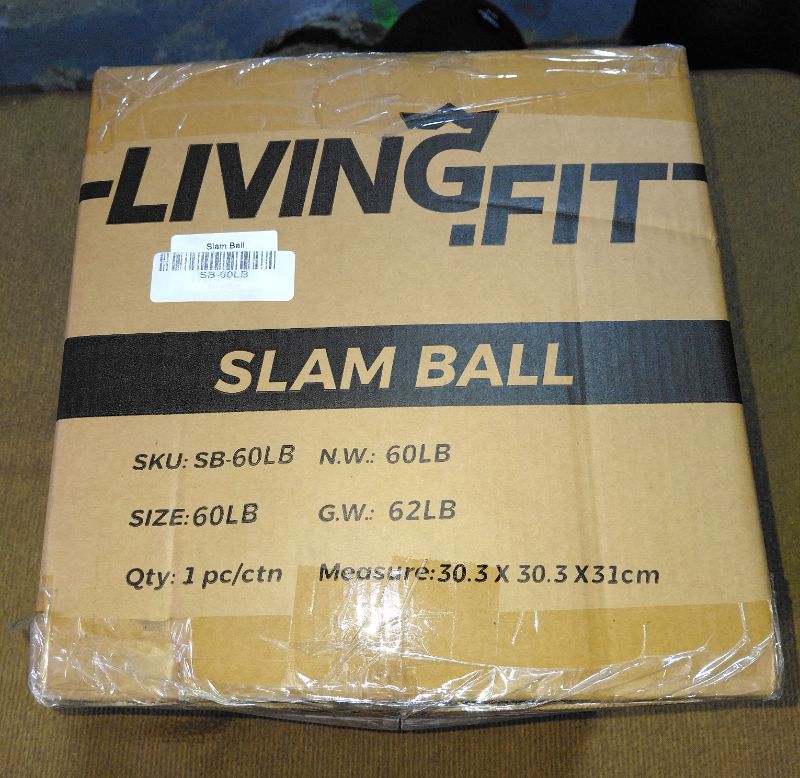 LIVING.FIT
Slam Ball
SB-60LB
SLAM BALL
SKU: SB-60LB N.W.: 60LB
SIZE:60LB G.W.: 62LB
Qty: 1 pc/ctn Measure:30.3 X 30.3 X31cm